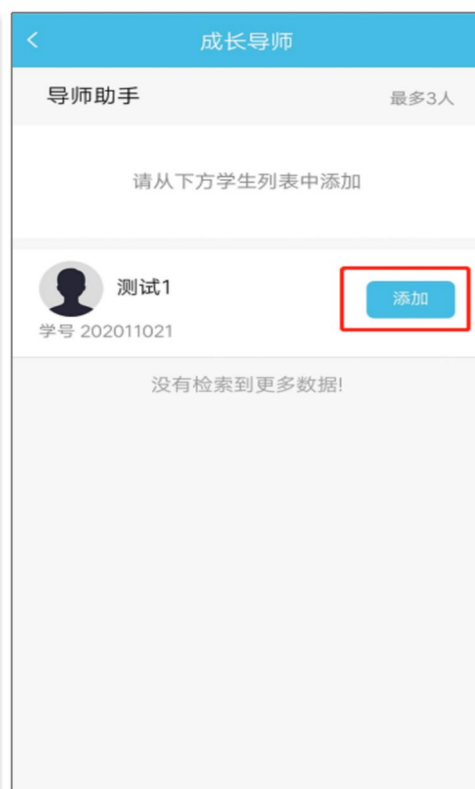 成长导师
导师助手 最多3人
请从下方学生列表中添加
测试1
添加
学号 202011021
没有检索到更多数据!